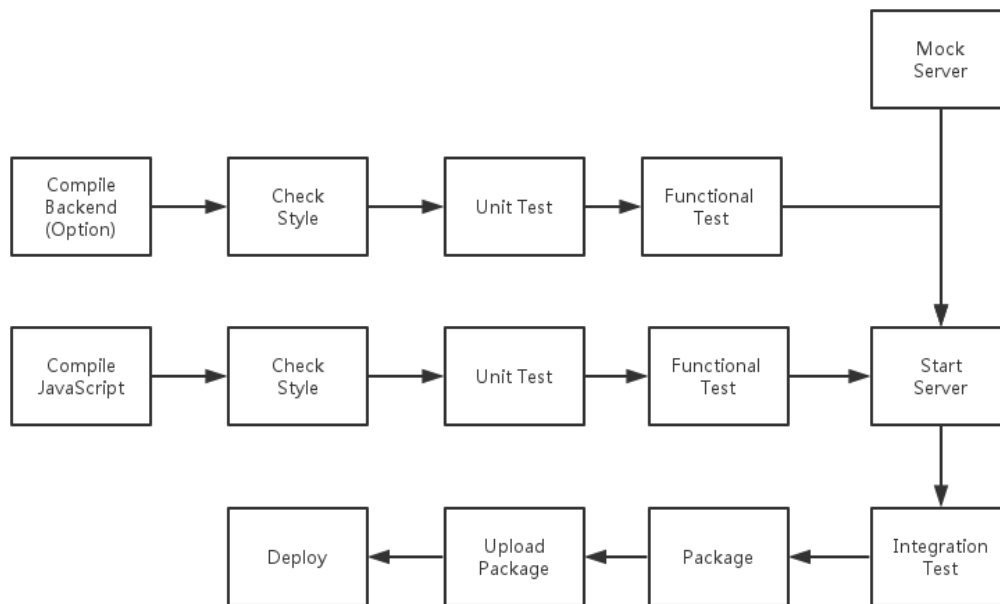 Mock
Server
Compile
Backend
(Option)
Check
Style
Unit Test
Functional
Test
Compile
JavaScript
Check
Style
Unit Test
Functional
Test
Start
Server
Deploy
Upload
Package
Package
Integration
Test